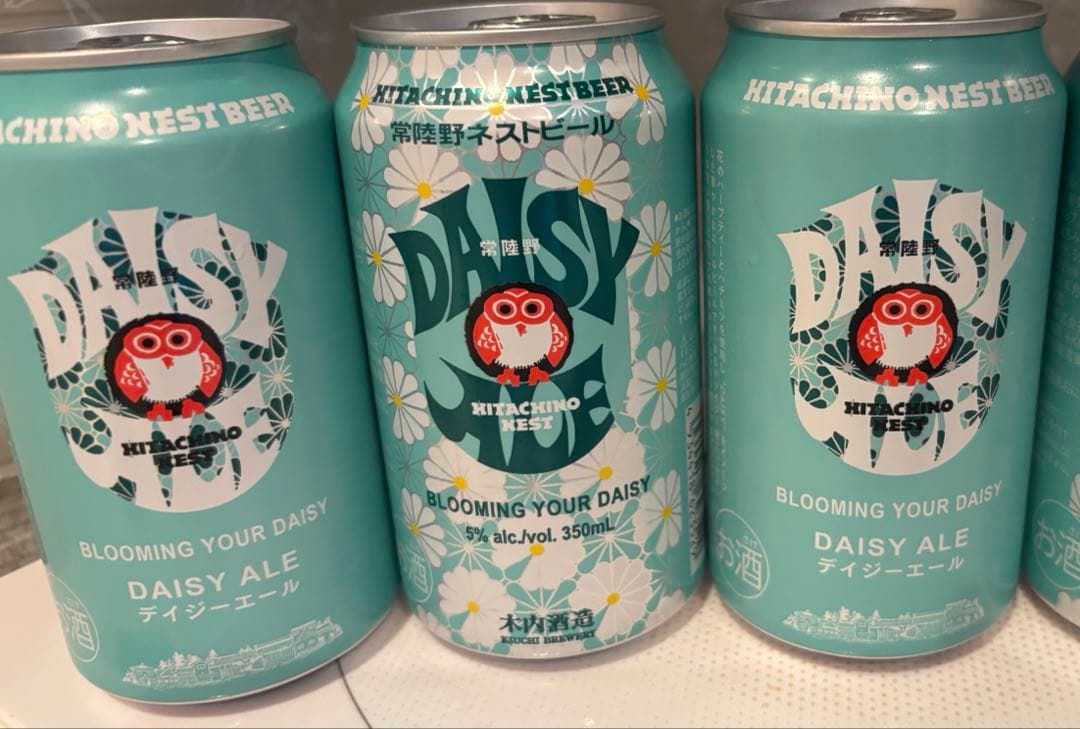 ACHINO NEST BEER
DAISY
常陸野
ALE
HITACHINO
NEST
BLOOMING YOUR DAISY
DAISY ALE
デイジーエール
お酒
HITACHINO NEST BEER
常陸野ネストビール
DAISY
常陸野
ALE
HITACHINO
NEST
BLOOMING YOUR DAISY
5% alc./vol. 350mL
木内酒造
KIUCHI BREWERY
HITACHINO NEST BEER
DAISY
常陸野
ALE
HITACHINO
NEST
BLOOMING YOUR DAISY
DAISY ALE
デイジーエール
お酒
お酒